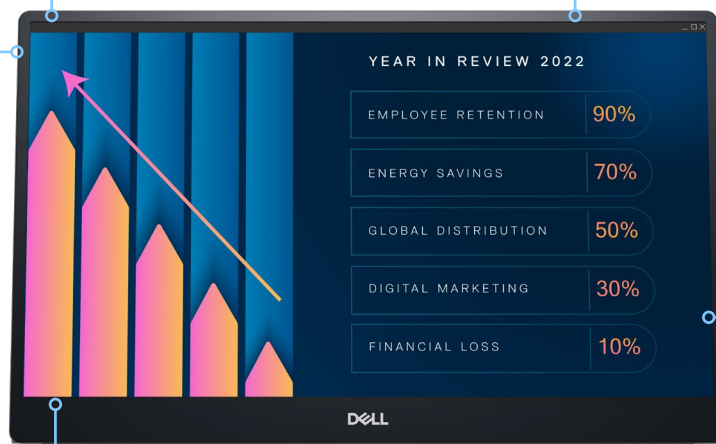 YEAR IN REVIEW 2022
EMPLOYEE RETENTION 90%
ENERGY SAVINGS 70%
GLOBAL DISTRIBUTION 50%
DIGITAL MARKETING 30%
FINANCIAL LOSS 10%
DELL